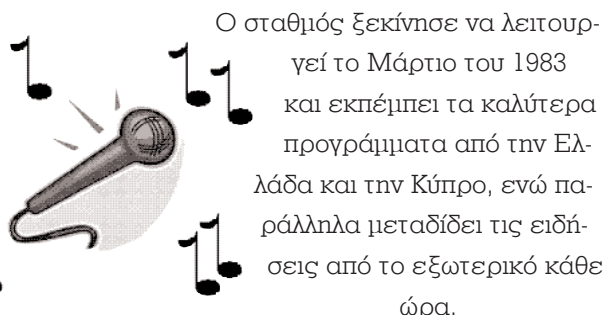 Ο σταθμός ξεκίνησε να λειτουρ-
γεί το Μάρτιο του 1983
και εκπέμπει τα καλύτερα
προγράμματα από την Ελ-
λάδα και την Κύπρο, ενώ πα-
ράλληλα μεταδίδει τις ειδή-
σεις από το εξωτερικό κάθε
ώρα.